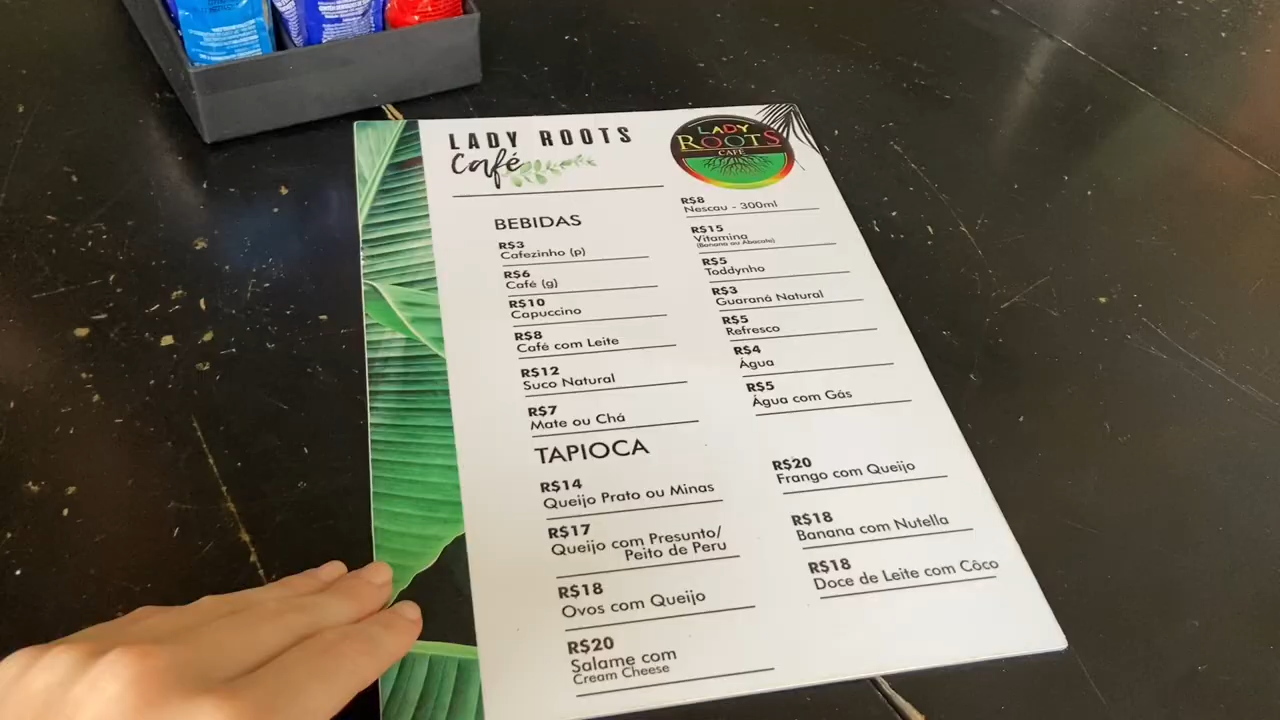 LADY ROOTS
Café
LADY
ROOTS
CAFÉ
BEBIDAS
R$3
Cafezinho (p)
R$6
Café (g)
R$10
Capuccino
R$8
Café com Leite
R$12
Suco Natural
R$7
Mate ou Chá
R$8
Nescau - 300ml
R$15
Vitamina
(Banana ou Abacate)
R$5
Toddynho
R$3
Guaraná Natural
R$5
Refresco
R$4
Água
R$5
Água com Gás
TAPIOCA
R$14
Queijo Prato ou Minas
R$17
Queijo com Presunto/
Peito de Peru
R$18
Ovos com Queijo
R$20
Salame com
Cream Cheese
R$20
Frango com Queijo
R$18
Banana com Nutella
R$18
Doce de Leite com Côco